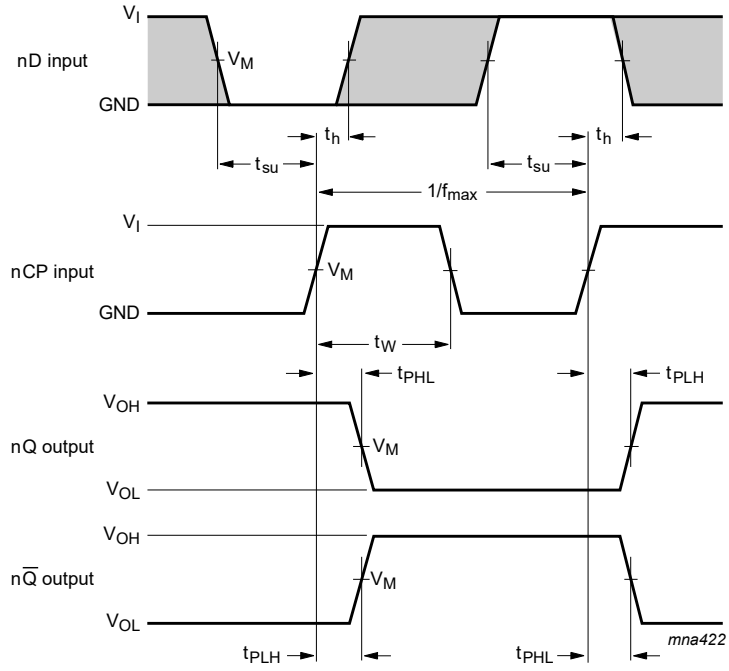 V_I
nD input
V_M
GND
t_h
t_h
t_su
t_su
1/f_max
V_I
nCP input
V_M
GND
t_W
t_PHL
t_PLH
V_OH
nQ output
V_M
V_OL
V_OH
nQ̅ output
V_M
V_OL
mna422
t_PLH
t_PHL